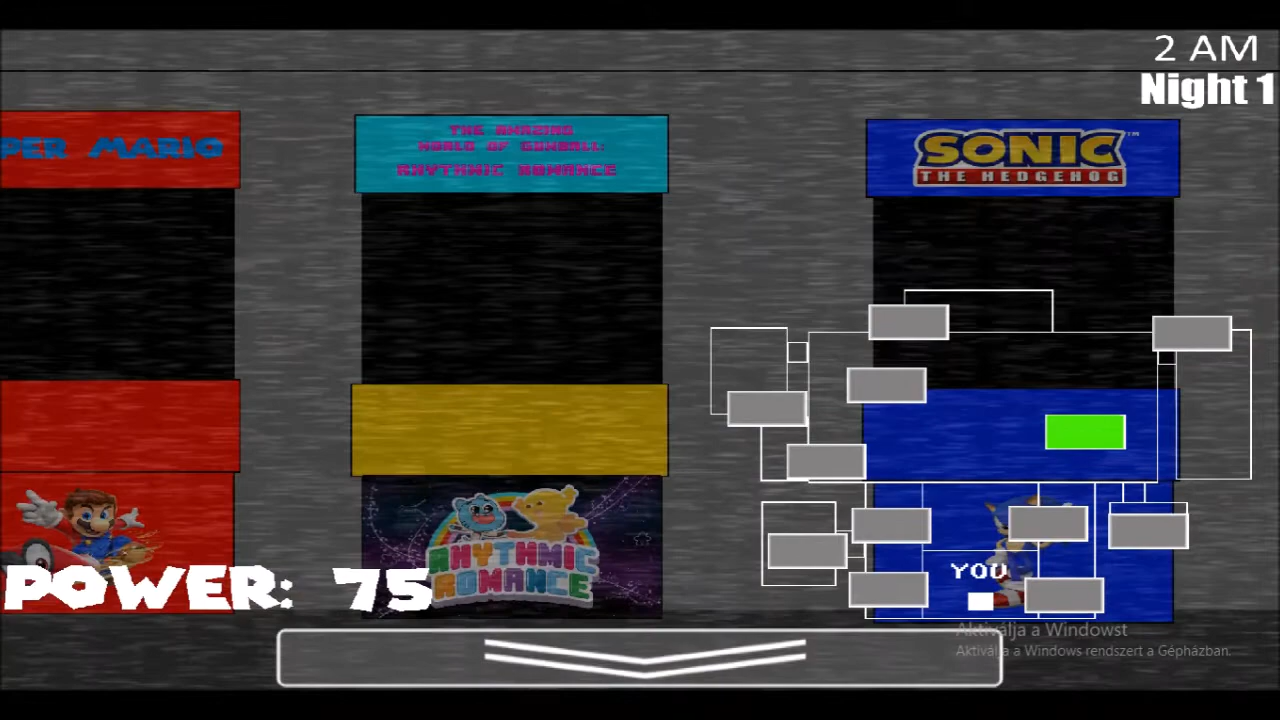 2 AM
Night 1
PER MARIO
THE AMAZING
WORLD OF GUMBALL:
RHYTHMIC ROMANCE
SONIC™
THE HEDGEHOG
RHYTHMIC
ROMANCE
YOU
POWER: 75
Aktiválja a Windowst
Aktiválja a Windows rendszert a Gépházban.